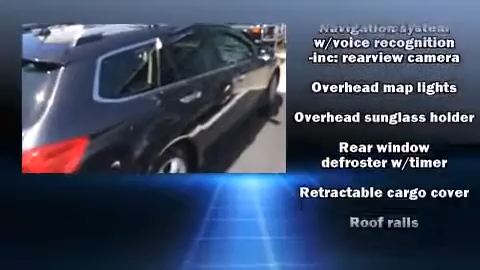 Navigation system
w/voice recognition
-inc: rearview camera
Overhead map lights
Overhead sunglass holder
Rear window
defroster w/timer
Retractable cargo cover
Roof rails